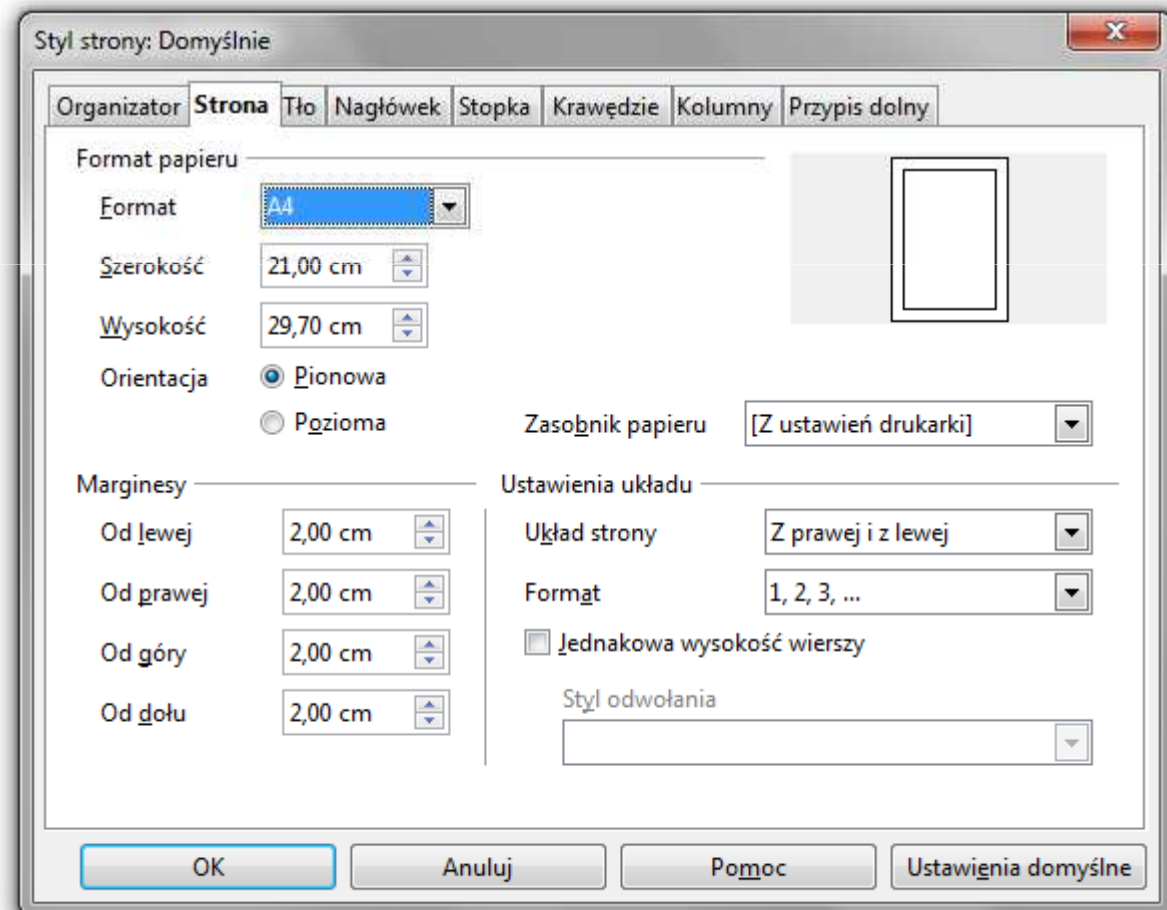 Styl strony: Domyślnie
Organizator Strona Tło Nagłówek Stopka Krawędzie Kolumny Przypis dolny
Format papieru
Format A4
Szerokość 21,00 cm
Wysokość 29,70 cm
Orientacja Pionowa
Pozioma Zasobnik papieru [Z ustawień drukarki]
Marginesy Ustawienia układu
Od lewej 2,00 cm Układ strony Z prawej i z lewej
Od prawej 2,00 cm Format 1, 2, 3, ...
Od góry 2,00 cm Jednakowa wysokość wierszy
Od dołu 2,00 cm Styl odwołania
OK Anuluj Pomoc Ustawienia domyślne